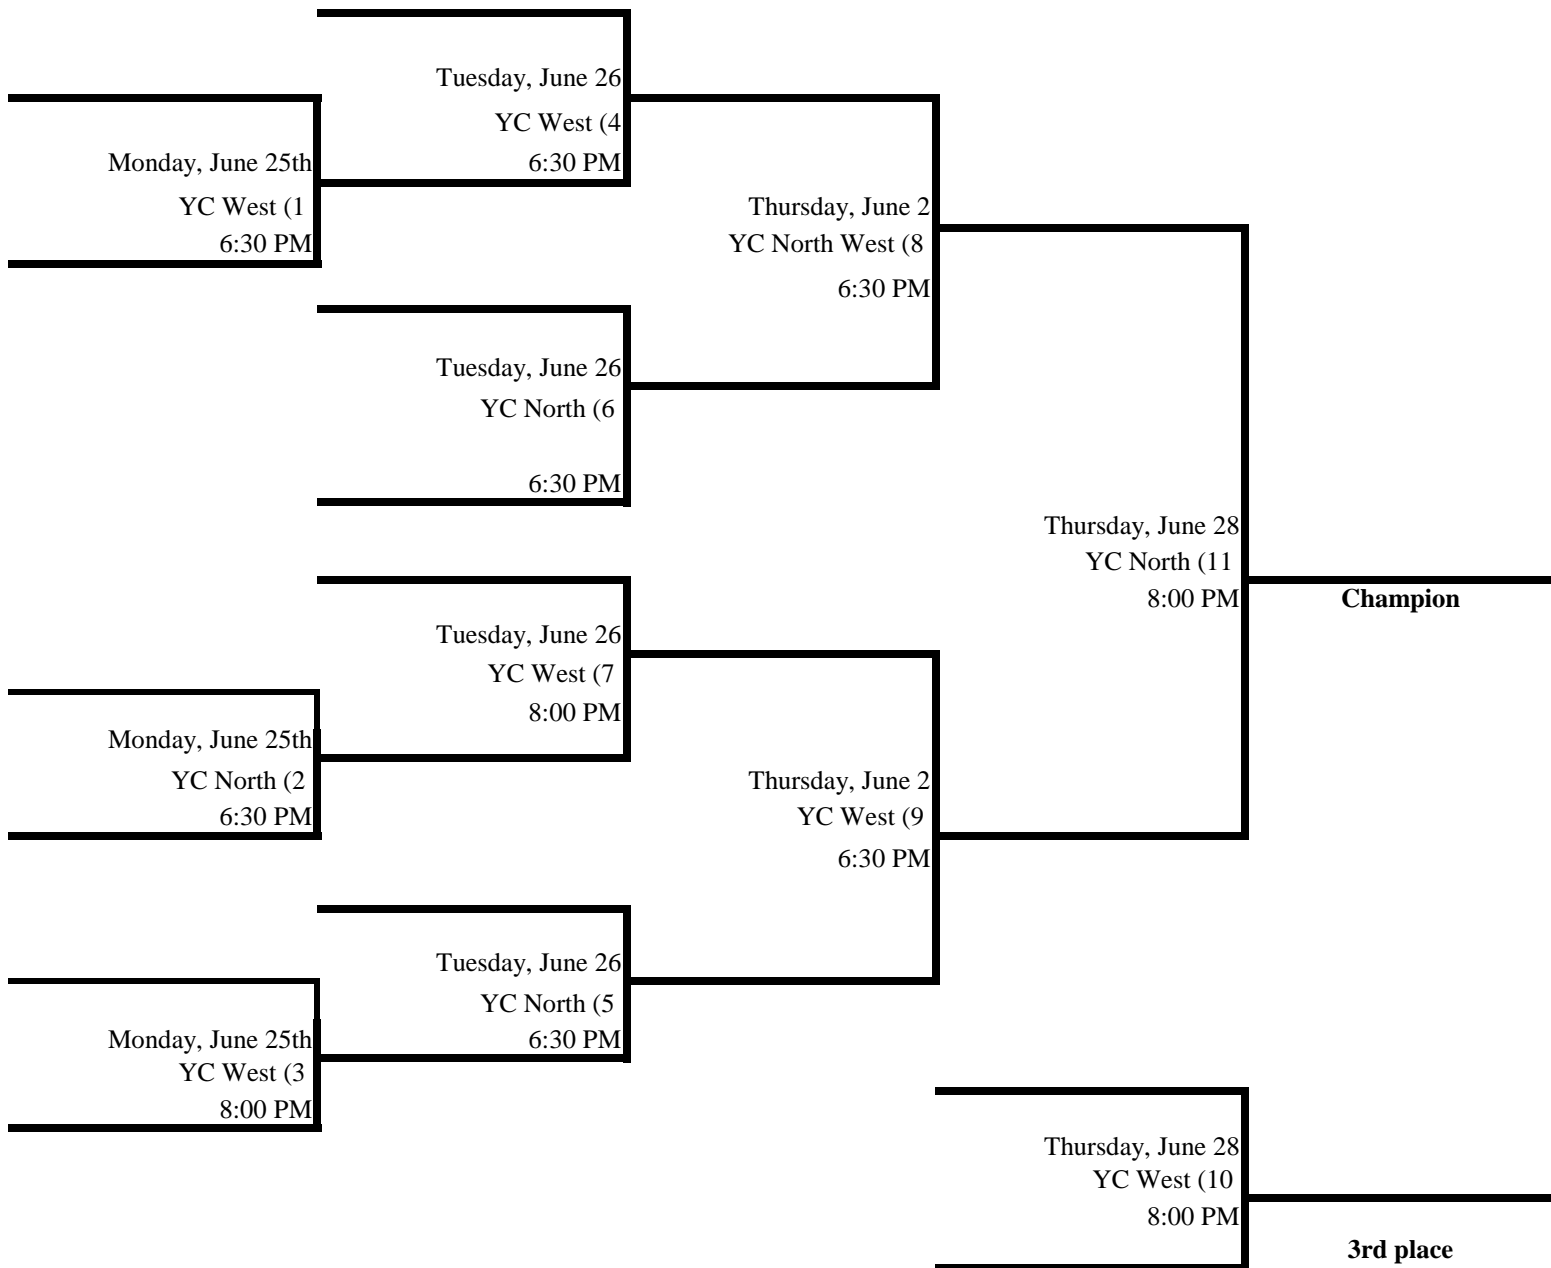 Tuesday, June 26
YC West (4
6:30 PM
Monday, June 25th
YC West (1
6:30 PM
Thursday, June 2
YC North West (8
6:30 PM
Tuesday, June 26
YC North (6
6:30 PM
Thursday, June 28
YC North (11
8:00 PM
Champion
Tuesday, June 26
YC West (7
8:00 PM
Monday, June 25th
YC North (2
6:30 PM
Thursday, June 2
YC West (9
6:30 PM
Tuesday, June 26
YC North (5
6:30 PM
Monday, June 25th
YC West (3
8:00 PM
Thursday, June 28
YC West (10
8:00 PM
3rd place